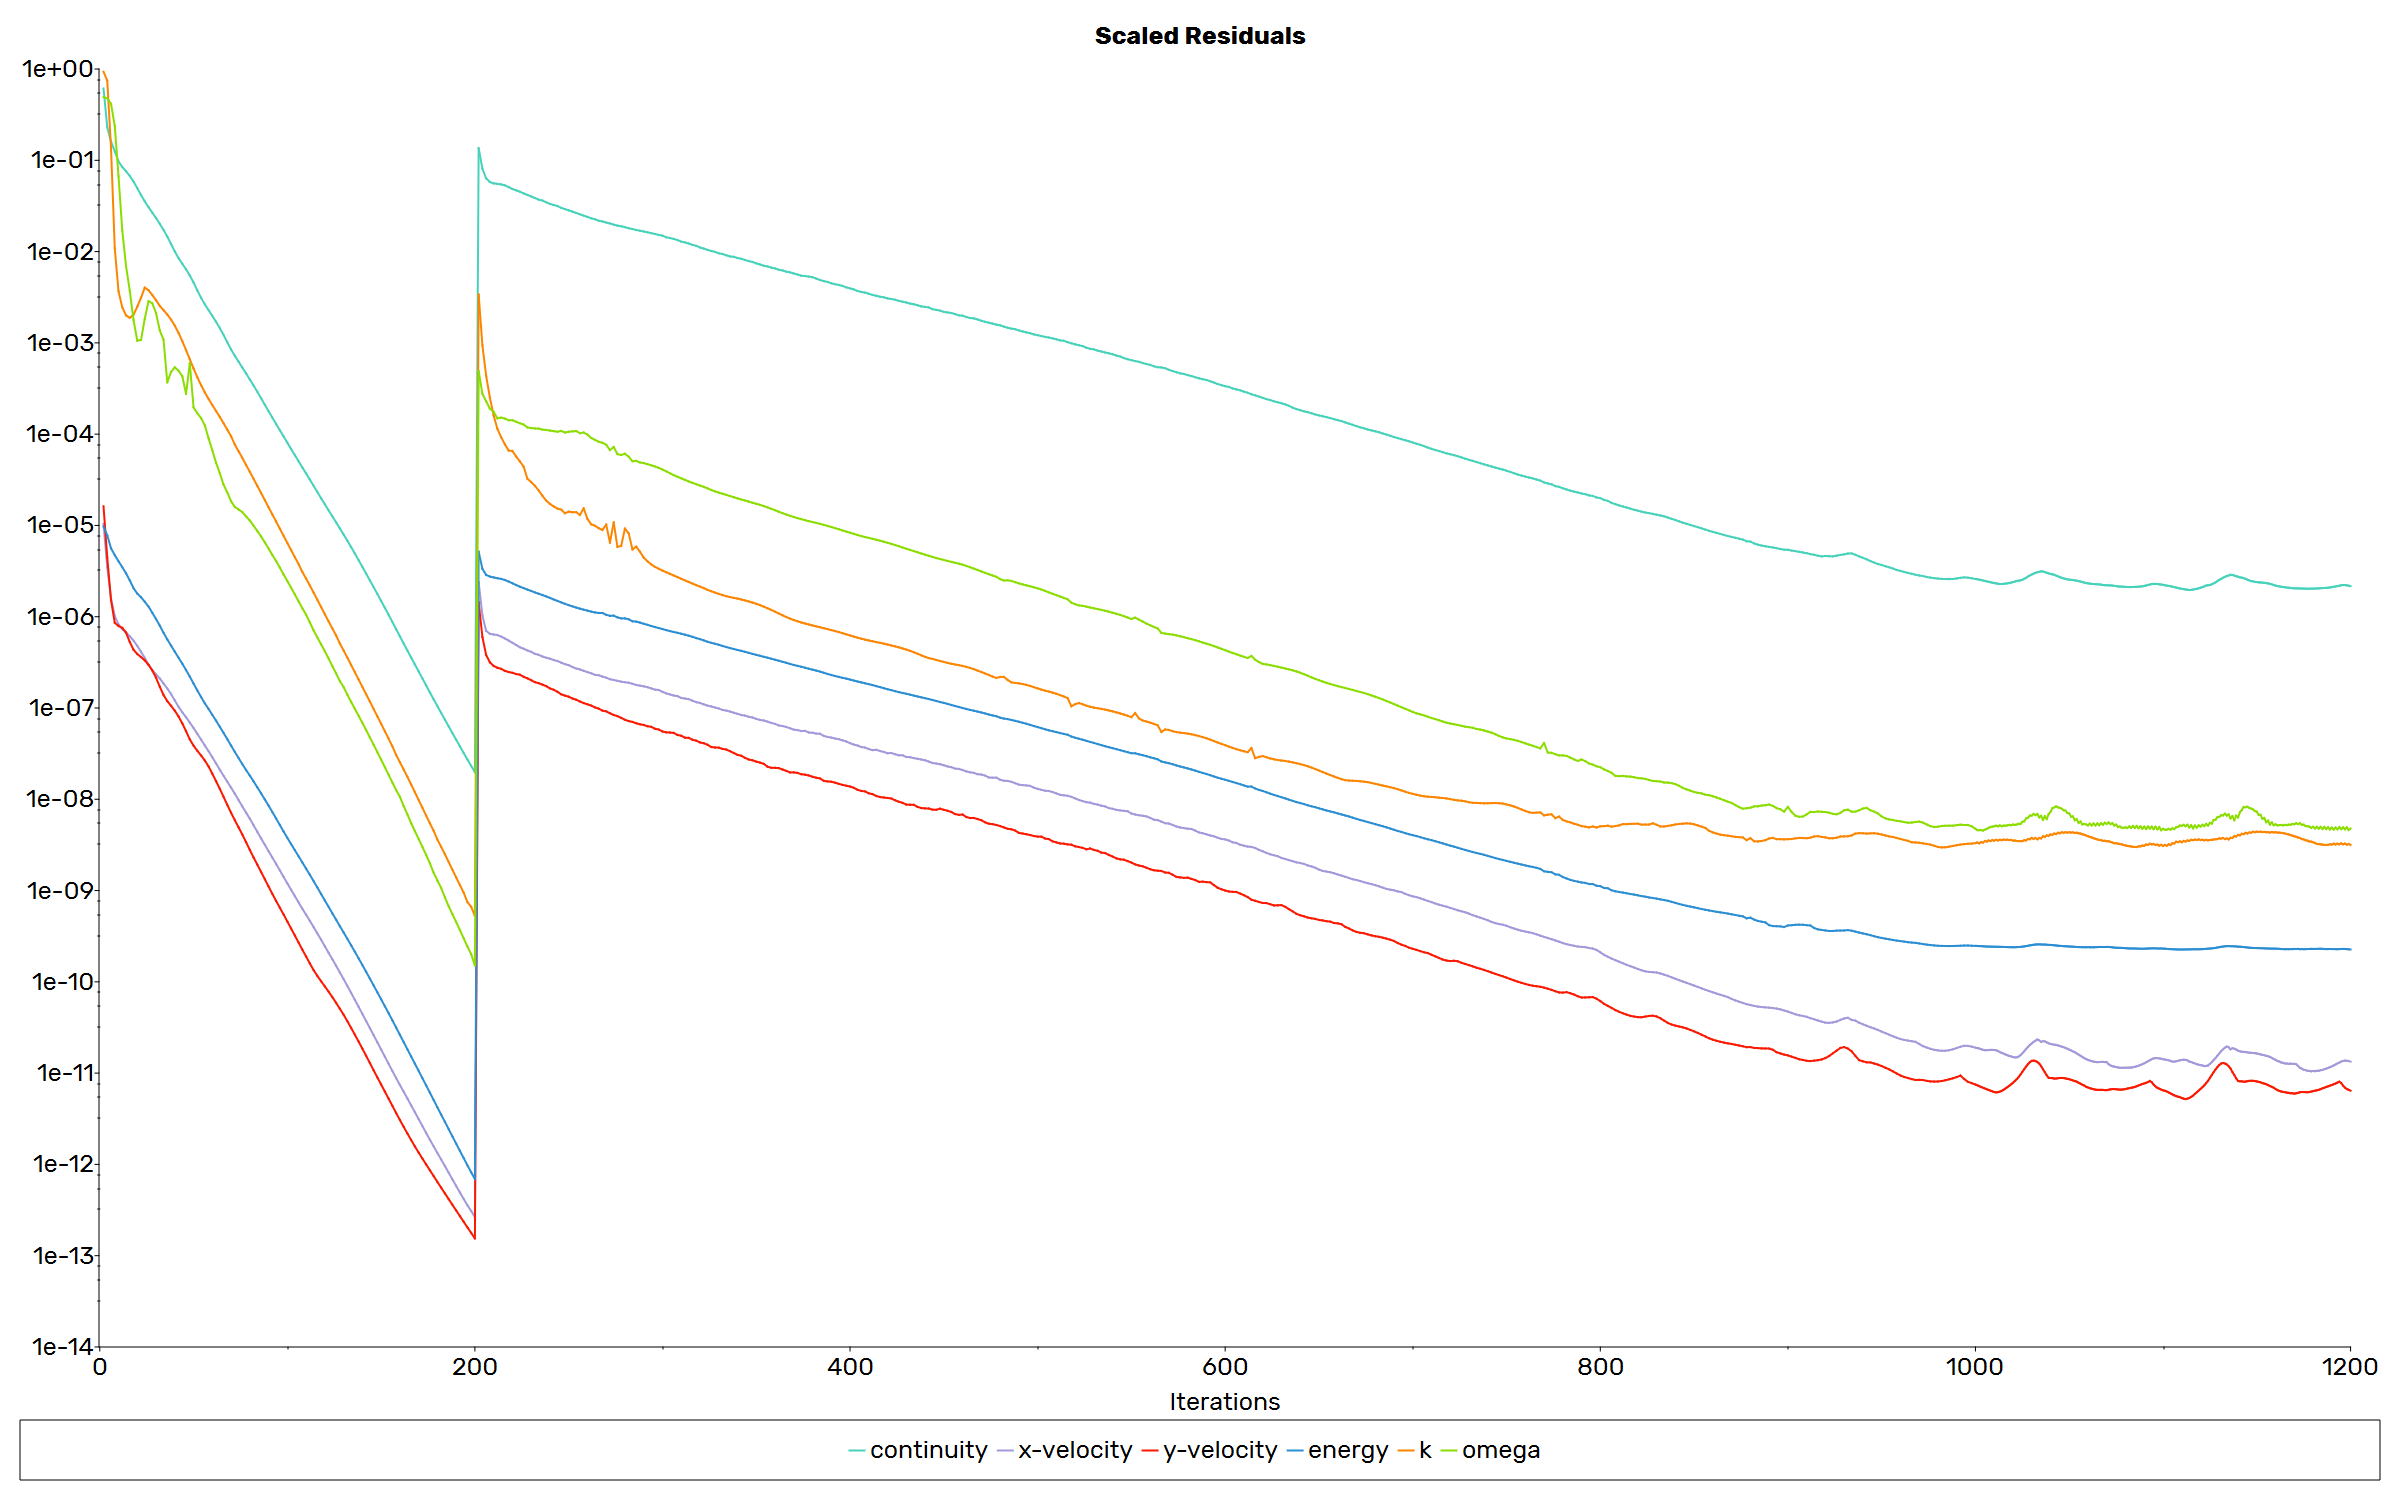 Scaled Residuals
1e+00
1e-01
1e-02
1e-03
1e-04
1e-05
1e-06
1e-07
1e-08
1e-09
1e-10
1e-11
1e-12
1e-13
1e-14
0 200 400 600 800 1000 1200
Iterations
continuity x-velocity y-velocity energy k omega